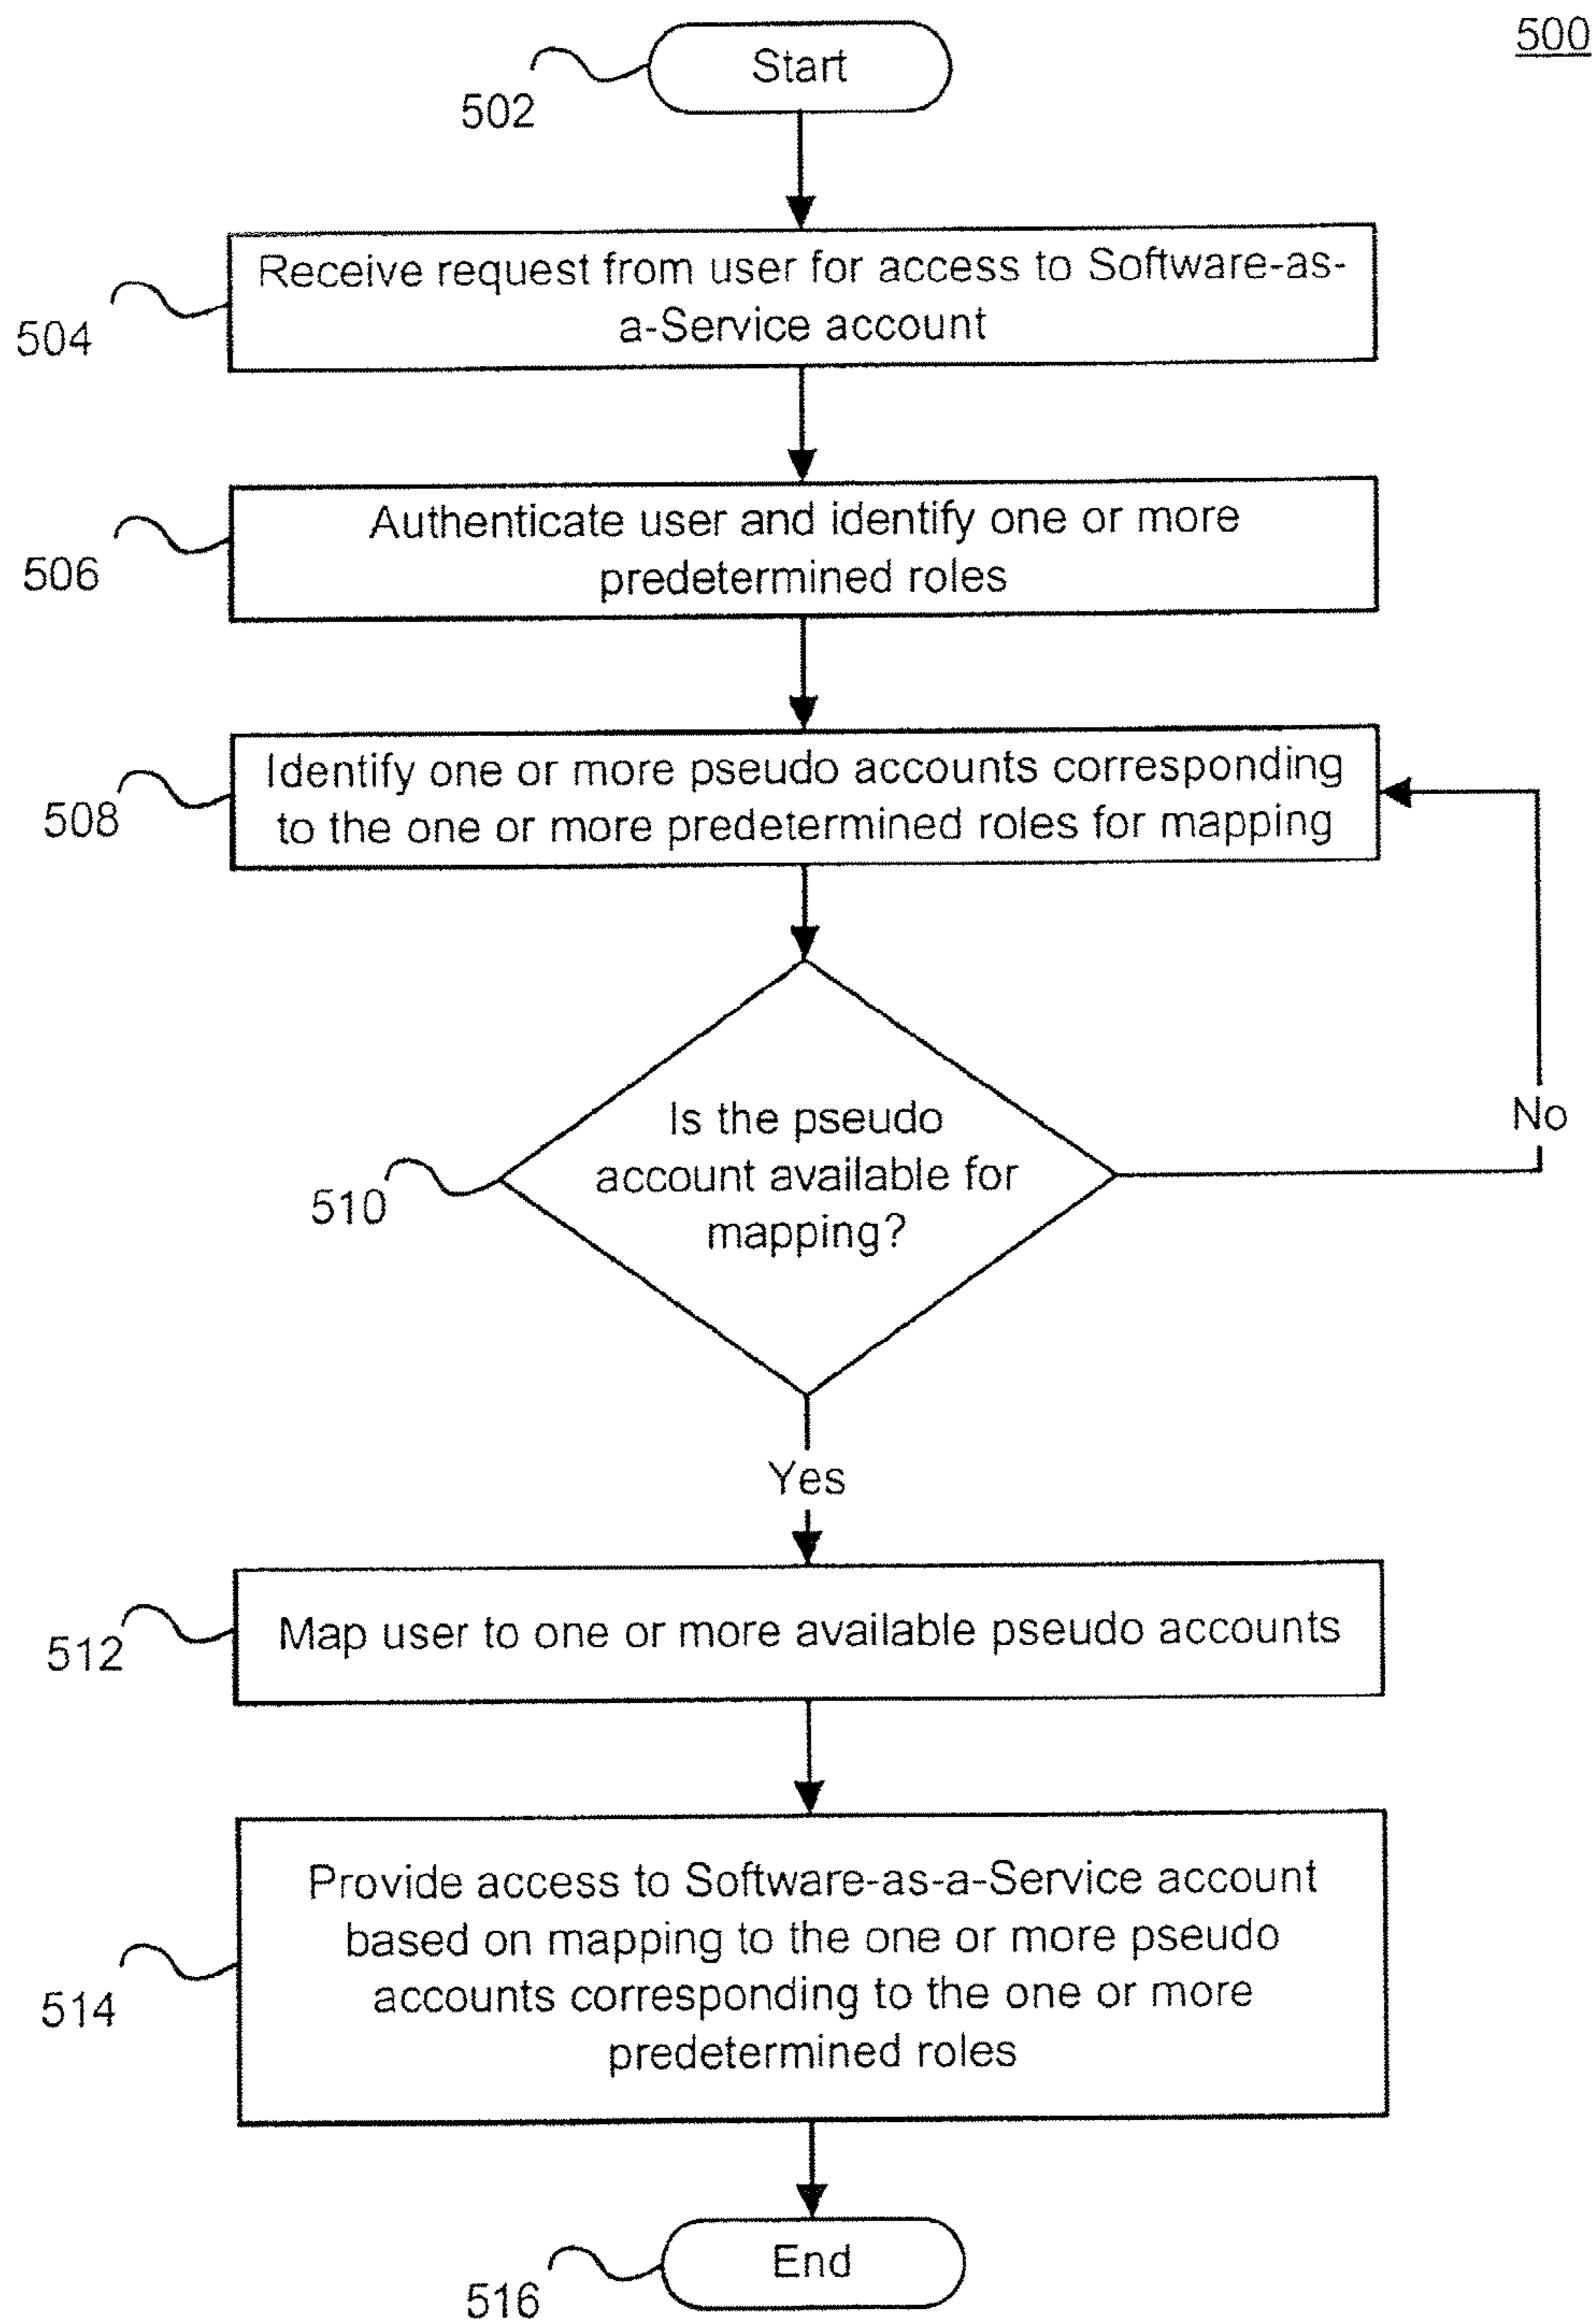 500
Start
502
Receive request from user for access to Software-as-
a-Service account
504
Authenticate user and identify one or more
predetermined roles
506
Identify one or more pseudo accounts corresponding
to the one or more predetermined roles for mapping
508
Is the pseudo
account available for
mapping?
510
No
Yes
Map user to one or more available pseudo accounts
512
Provide access to Software-as-a-Service account
based on mapping to the one or more pseudo
accounts corresponding to the one or more
predetermined roles
514
End
516